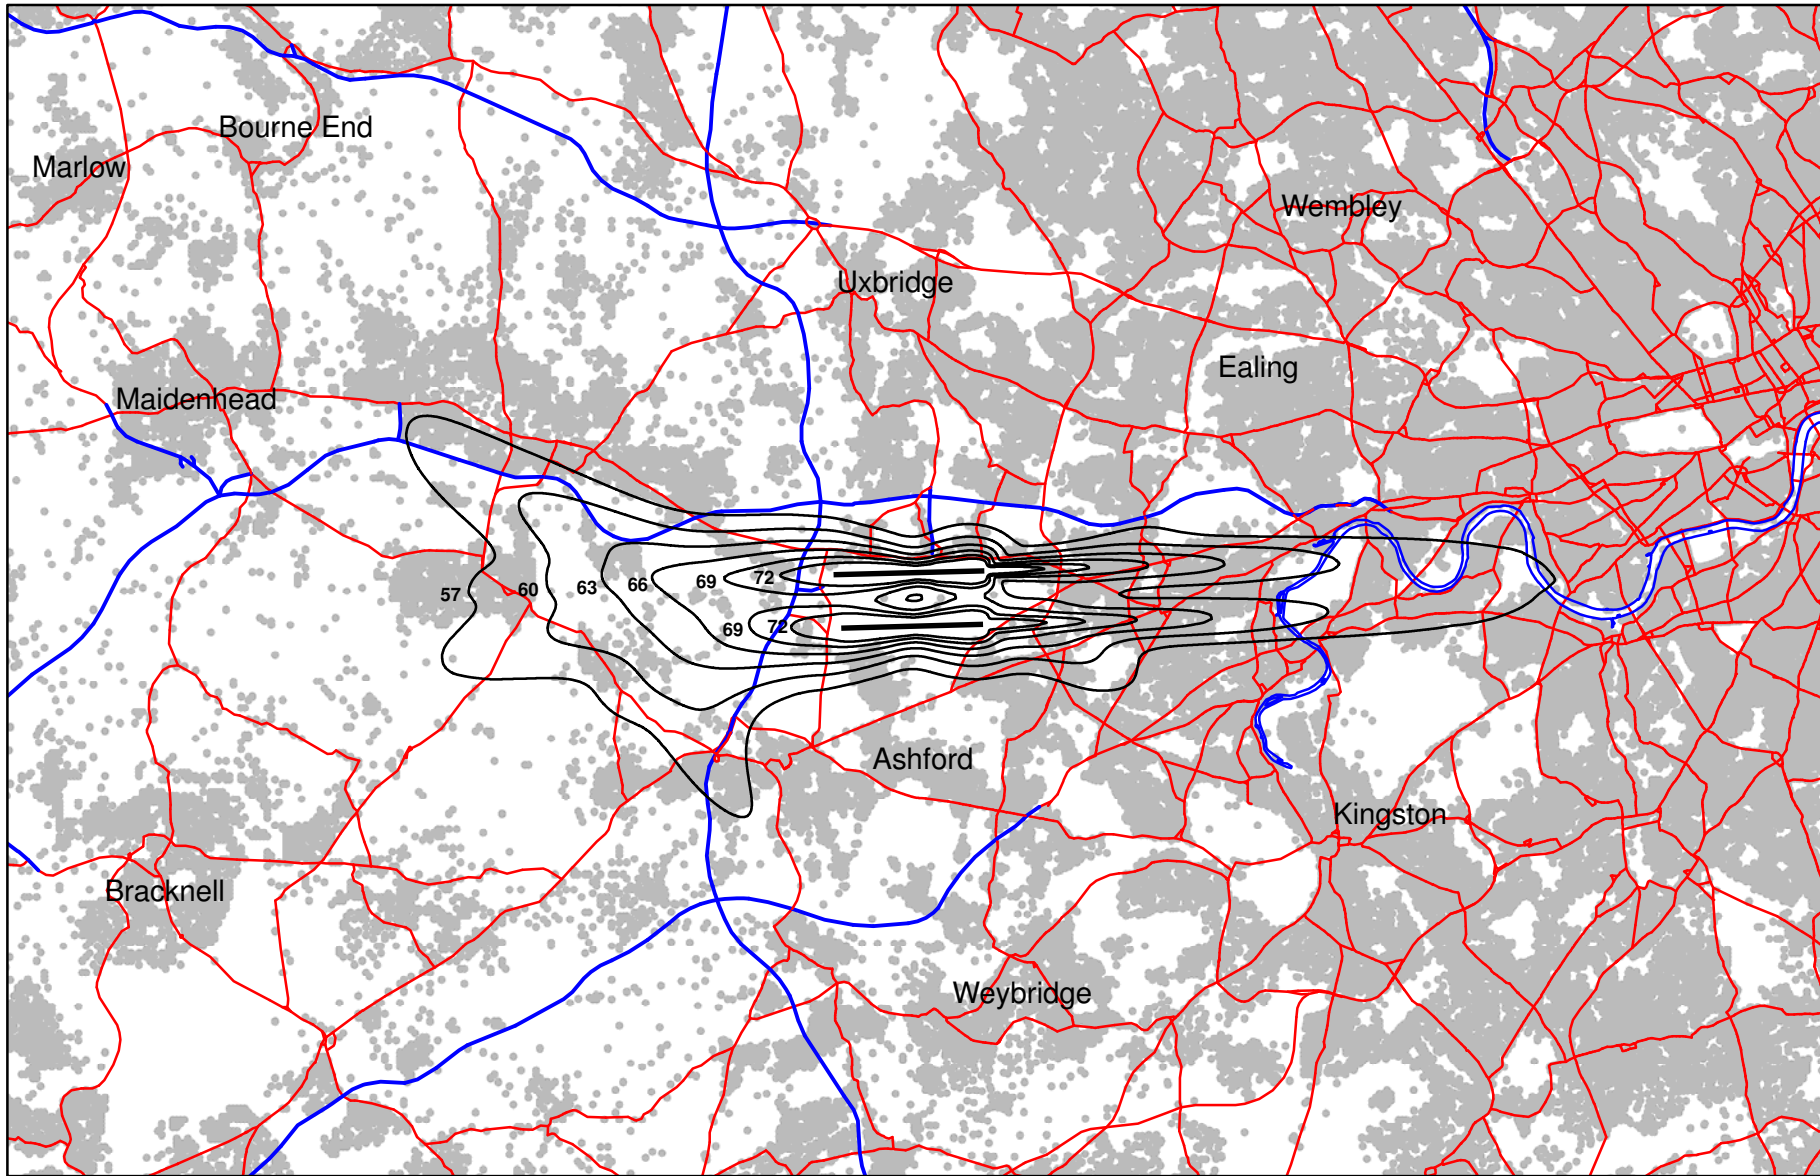 Bourne End
Marlow
Wembley
Uxbridge
Ealing
Maidenhead
57
60
63
66
69
72
69
72
Ashford
Kingston
Bracknell
Weybridge